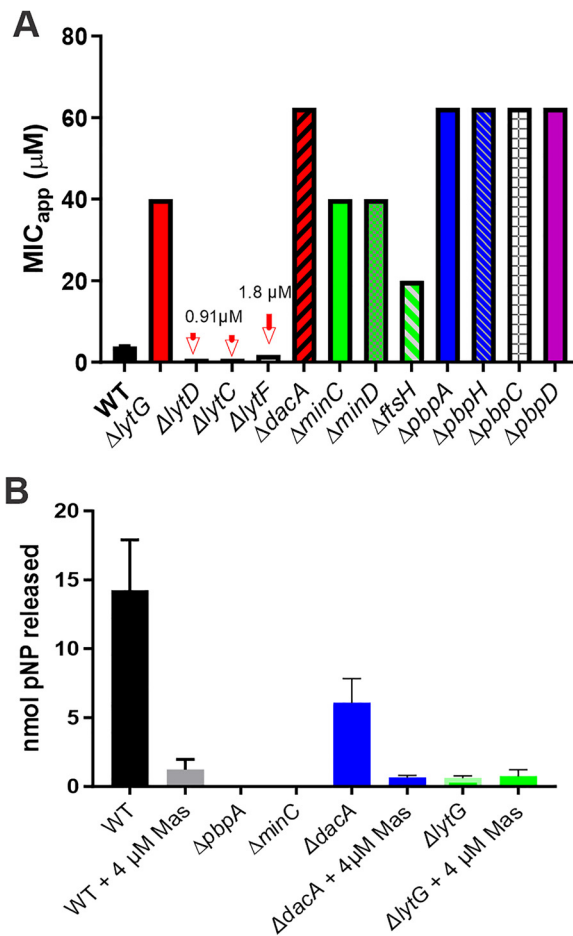 A
80
60
40
20
0
MICapp (μM)
0.91μM
1.8 μM
WT
ΔlytG
ΔlytD
ΔlytC
ΔlytF
ΔdacA
ΔminC
ΔminD
ΔftsH
ΔpbpA
ΔpbpH
ΔpbpC
ΔpbpD
B
20
15
10
5
0
nmol pNP released
WT
WT + 4 μM Mas
ΔpbpA
ΔminC
ΔdacA
ΔdacA + 4μM Mas
ΔlytG
ΔlytG + 4 μM Mas